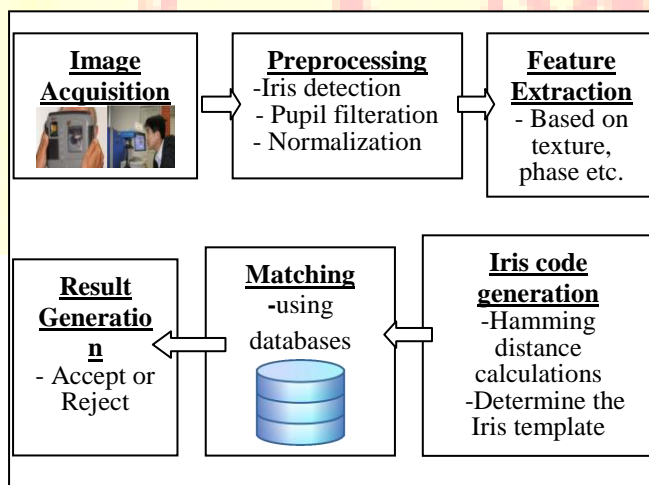 Image
Acquisition
Preprocessing
-Iris detection
- Pupil filteration
- Normalization
Feature
Extraction
- Based on
texture,
phase etc.
Result
Generatio
n
- Accept or
Reject
Matching
-using
databases
Iris code
generation
-Hamming
distance
calculations
-Determine the
Iris template